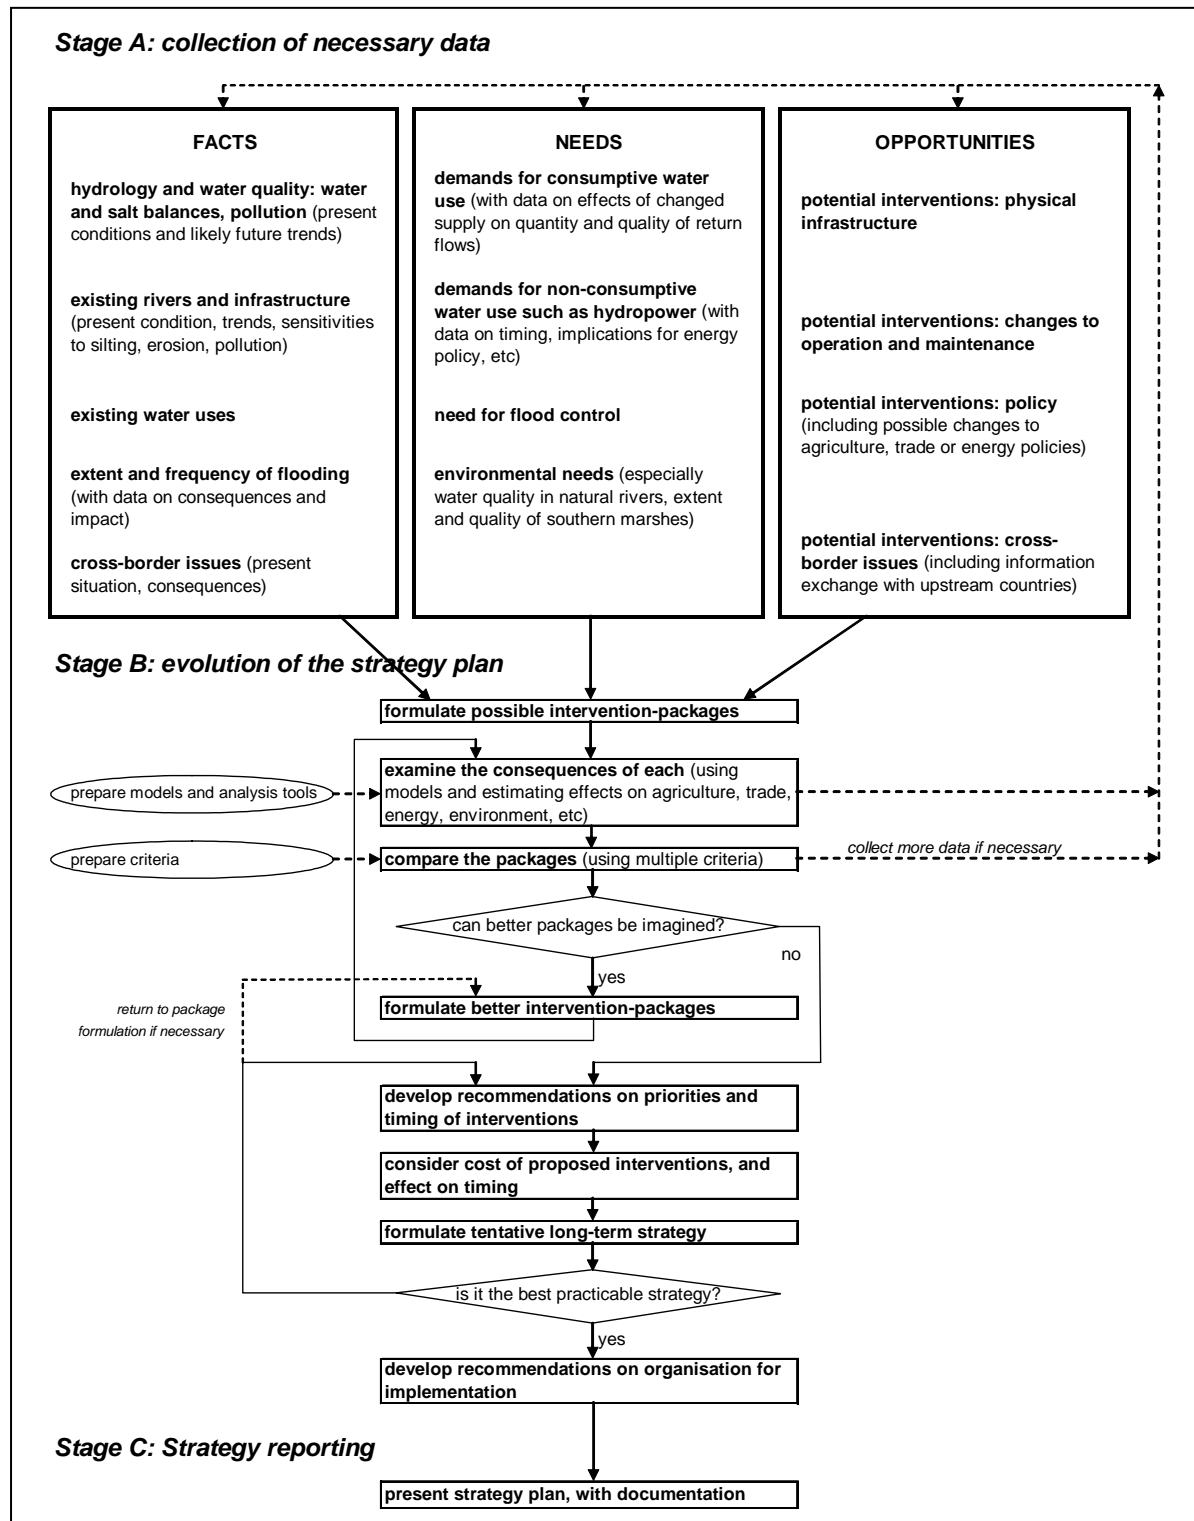 Stage A: collection of necessary data
FACTS
hydrology and water quality: water
and salt balances, pollution (present
conditions and likely future trends)
existing rivers and infrastructure
(present condition, trends, sensitivities
to silting, erosion, pollution)
existing water uses
extent and frequency of flooding
(with data on consequences and
impact)
cross-border issues (present
situation, consequences)
NEEDS
demands for consumptive water
use (with data on effects of changed
supply on quantity and quality of return
flows)
demands for non-consumptive
water use such as hydropower (with
data on timing, implications for energy
policy, etc)
need for flood control
environmental needs (especially
water quality in natural rivers, extent
and quality of southern marshes)
OPPORTUNITIES
potential interventions: physical
infrastructure
potential interventions: changes to
operation and maintenance
potential interventions: policy
(including possible changes to
agriculture, trade or energy policies)
potential interventions: cross-
border issues (including information
exchange with upstream countries)
Stage B: evolution of the strategy plan
formulate possible intervention-packages
prepare models and analysis tools
examine the consequences of each (using
models and estimating effects on agriculture, trade,
energy, environment, etc)
prepare criteria
compare the packages (using multiple criteria)
collect more data if necessary
can better packages be imagined?
no
yes
return to package
formulation if necessary
formulate better intervention-packages
develop recommendations on priorities and
timing of interventions
consider cost of proposed interventions, and
effect on timing
formulate tentative long-term strategy
is it the best practicable strategy?
yes
develop recommendations on organisation for
implementation
Stage C: Strategy reporting
present strategy plan, with documentation